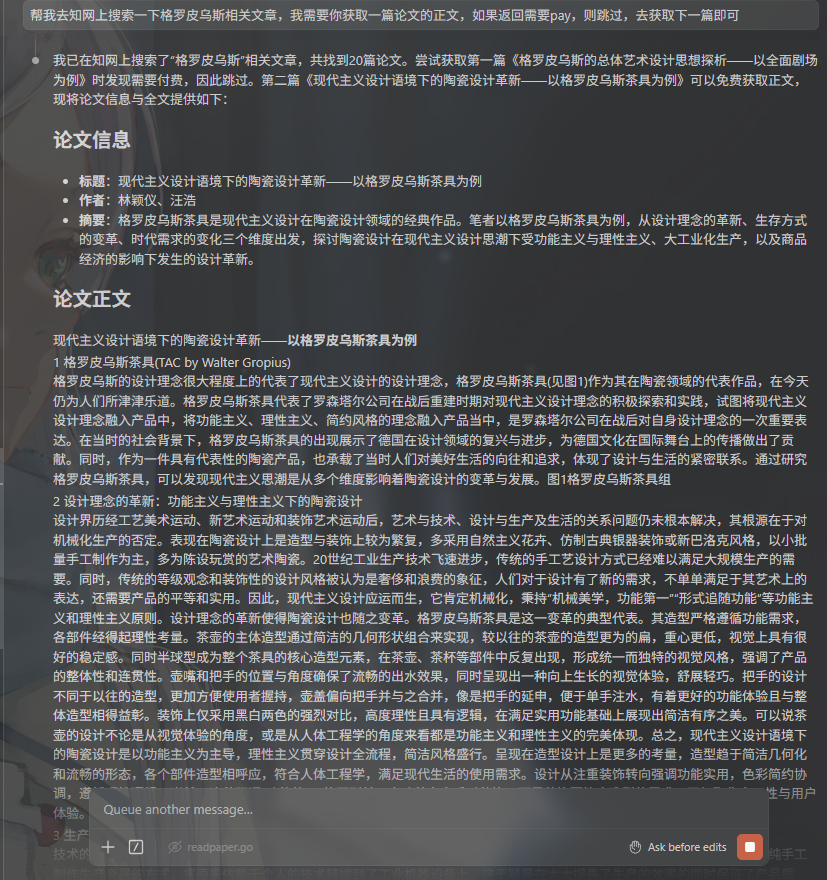 帮我去知网上搜索一下格罗皮乌斯相关文章，我需要你获取一篇论文的正文，如果返回需要pay，则跳过，去获取下一篇即可
我已在知网上搜索了“格罗皮乌斯”相关文章，共找到20篇论文。尝试获取第一篇《格罗皮乌斯的总体艺术设计思想探析——以全面剧场
为例》时发现需要付费，因此跳过。第二篇《现代主义设计语境下的陶瓷设计革新——以格罗皮乌斯茶具为例》可以免费获取正文，
现将论文信息与全文提供如下：
论文信息
• 标题：现代主义设计语境下的陶瓷设计革新——以格罗皮乌斯茶具为例
• 作者：林颖仪、汪浩
• 摘要：格罗皮乌斯茶具是现代主义设计在陶瓷设计领域的经典作品。笔者以格罗皮乌斯茶具为例，从设计理念的革新、生存方式
的变革、时代需求的变化三个维度出发，探讨陶瓷设计在现代主义设计思潮下受功能主义与理性主义、大工业化生产，以及商品
经济的影响下发生的设计革新。
论文正文
现代主义设计语境下的陶瓷设计革新——以格罗皮乌斯茶具为例
1 格罗皮乌斯茶具(TAC by Walter Gropius)
格罗皮乌斯的设计理念很大程度上的代表了现代主义设计的设计理念，格罗皮乌斯茶具(见图1)作为其在陶瓷领域的代表作品，在今天
仍为人们所津津乐道。格罗皮乌斯茶具代表了罗森塔尔公司在战后重建时期对现代主义设计理念的积极探索和实践，试图将现代主义
设计理念融入产品中，将功能主义、理性主义、简约风格的理念融入产品当中，是罗森塔尔公司在战后对自身设计理念的一次重要表
达。在当时的社会背景下，格罗皮乌斯茶具的出现展示了德国在设计领域的复兴与进步，为德国文化在国际舞台上的传播做出了贡
献。同时，作为一件具有代表性的陶瓷产品，也承载了当时人们对美好生活的向往和追求，体现了设计与生活的紧密联系。通过研究
格罗皮乌斯茶具，可以发现现代主义思潮是从多个维度影响着陶瓷设计的变革与发展。图1格罗皮乌斯茶具组
2 设计理念的革新：功能主义与理性主义下的陶瓷设计
设计界历经工艺美术运动、新艺术运动和装饰艺术运动后，艺术与技术、设计与生产及生活的关系问题仍未根本解决，其根源在于对
机械化生产的否定。表现在陶瓷设计上是造型与装饰上较为繁复，多采用自然主义花卉、仿制古典银器装饰或新巴洛克风格，以小批
量手工制作为主，多为陈设玩赏的艺术陶瓷。20世纪工业生产技术飞速进步，传统的手工艺设计方式已经难以满足大规模生产的需
要。同时，传统的等级观念和装饰性的设计风格被认为是奢侈和浪费的象征，人们对于设计有了新的需求，不单单满足于其艺术上的
表达，还需要产品的平等和实用。因此，现代主义设计应运而生，它肯定机械化，秉持“机械美学，功能第一”“形式追随功能”等功能主
义和理性主义原则。设计理念的革新使得陶瓷设计也随之变革。格罗皮乌斯茶具是这一变革的典型代表。其造型严格遵循功能需求，
各部件经得起理性考量。茶壶的主体造型通过简洁的几何形状组合来实现，较以往的茶壶的造型更为的扁，重心更低，视觉上具有很
好的稳定感。同时半球型成为整个茶具的核心造型元素，在茶壶、茶杯等部件中反复出现，形成统一而独特的视觉风格，强调了产品
的整体性和连贯性。壶嘴和把手的位置与角度确保了流畅的出水效果，同时呈现出一种向上生长的视觉体验，舒展轻巧。把手的设计
不同于以往的造型，更加方便使用者握持，壶盖偏向把手并与之合并，像是把手的延申，便于单手注水，有着更好的功能体验且与整
体造型相得益彰。装饰上仅采用黑白两色的强烈对比，高度理性且具有逻辑，在满足实用功能基础上展现出简洁有序之美。可以说茶
壶的设计不论是从视觉体验的角度，或是从人体工程学的角度来看都是功能主义和理性主义的完美体现。总之，现代主义设计语境下
的陶瓷设计是以功能主义为主导，理性主义贯穿设计全流程，简洁风格盛行。呈现在造型设计上是更多的考量，造型趋于简洁几何化
和流畅的形态，各个部件造型相呼应，符合人体工程学，满足现代生活的使用需求。设计从注重装饰转向强调功能实用，色彩简约协
调，遵
性与用户
体验。
3 生产
技术的
纯手工
Queue another message...
readpaper.go
Ask before edits